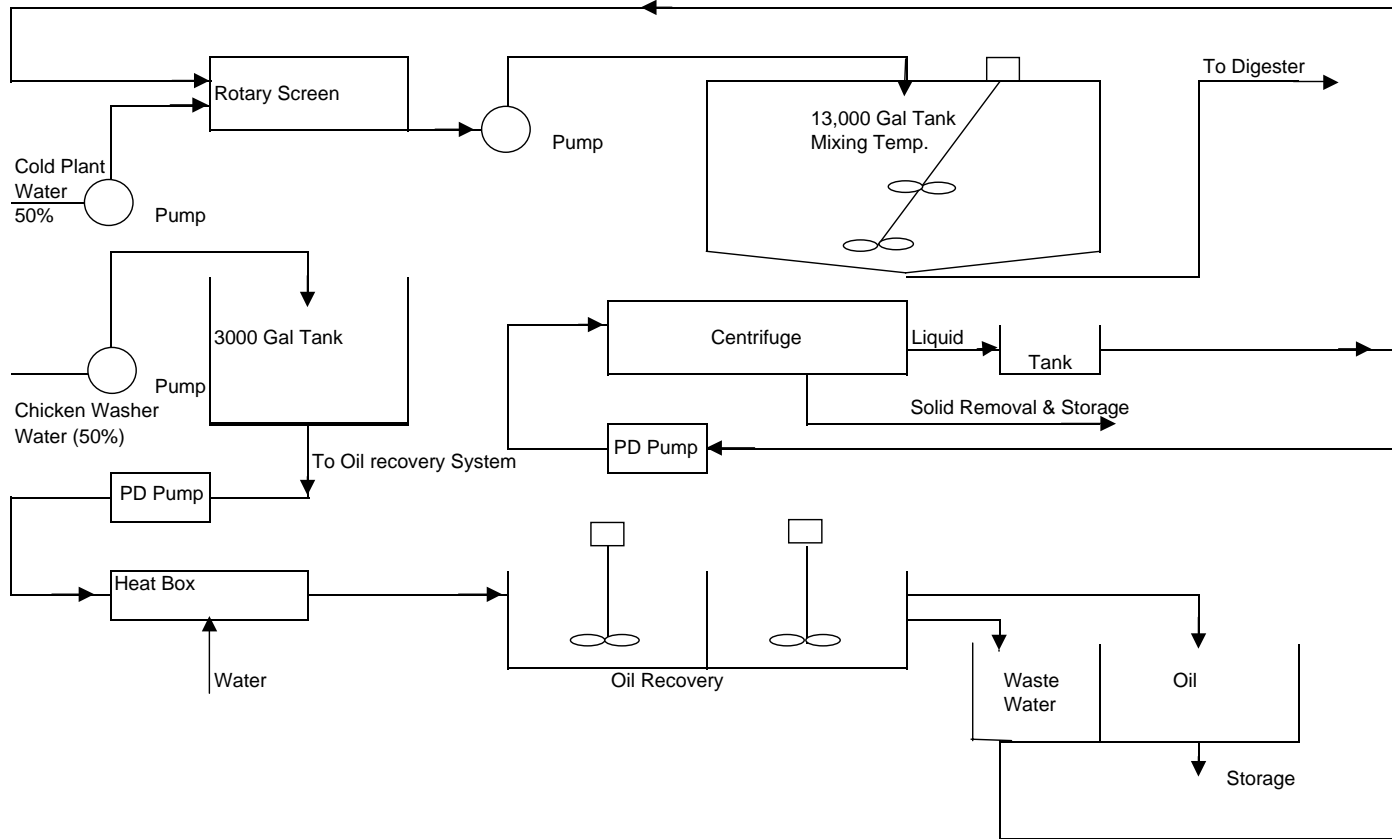 To Digester
Rotary Screen
13,000 Gal Tank
Mixing Temp.
Pump
Cold Plant
Water
50%
Pump
3000 Gal Tank
Centrifuge
Liquid
Tank
Pump
Chicken Washer
Water (50%)
Solid Removal & Storage
PD Pump
To Oil recovery System
PD Pump
Heat Box
Water
Oil Recovery
Waste
Water
Oil
Storage